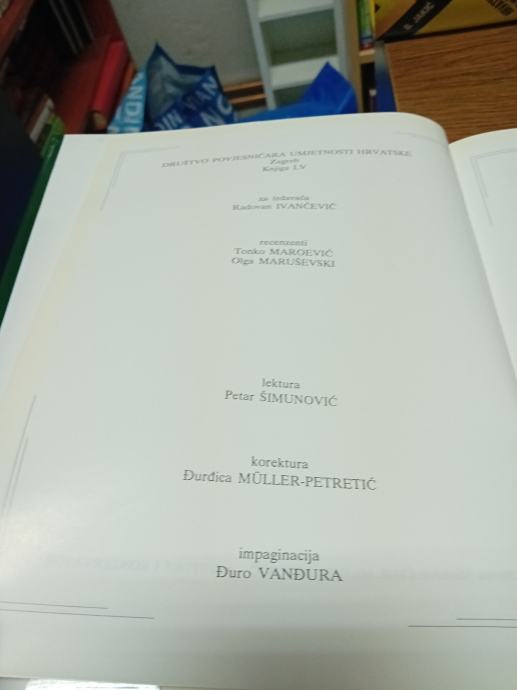 DRUŠTVO POVJESNIČARA UMJETNOSTI HRVATSKE
Zagreb
Knjiga LV
za izdavača
Radovan IVANČEVIĆ
recenzenti
Tonko MAROEVIĆ
Olga MARUŠEVSKI
lektura
Petar ŠIMUNOVIĆ
korektura
Đurđica MÜLLER-PETRETIĆ
impaginacija
Đuro VANĐURA